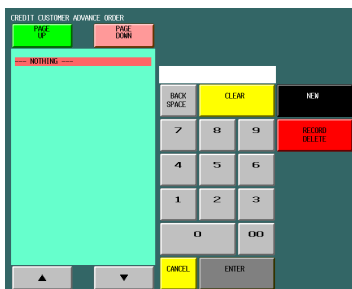 CREDIT CUSTOMER ADVANCE ORDER
PAGE
UP
PAGE
DOWN
--- NOTHING ---
BACK
SPACE
CLEAR
NEW
7
8
9
RECORD
DELETE
4
5
6
1
2
3
0
00
CANCEL
ENTER